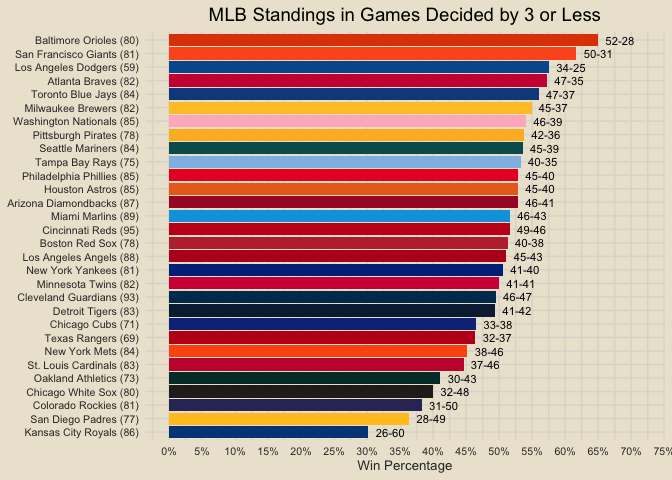 MLB Standings in Games Decided by 3 or Less
Baltimore Orioles (80) 52-28
San Francisco Giants (81) 50-31
Los Angeles Dodgers (59) 34-25
Atlanta Braves (82) 47-35
Toronto Blue Jays (84) 47-37
Milwaukee Brewers (82) 45-37
Washington Nationals (85) 46-39
Pittsburgh Pirates (78) 42-36
Seattle Mariners (84) 45-39
Tampa Bay Rays (75) 40-35
Philadelphia Phillies (85) 45-40
Houston Astros (85) 45-40
Arizona Diamondbacks (87) 46-41
Miami Marlins (89) 46-43
Cincinnati Reds (95) 49-46
Boston Red Sox (78) 40-38
Los Angeles Angels (88) 45-43
New York Yankees (81) 41-40
Minnesota Twins (82) 41-41
Cleveland Guardians (93) 46-47
Detroit Tigers (83) 41-42
Chicago Cubs (71) 33-38
Texas Rangers (69) 32-37
New York Mets (84) 38-46
St. Louis Cardinals (83) 37-46
Oakland Athletics (73) 30-43
Chicago White Sox (80) 32-48
Colorado Rockies (81) 31-50
San Diego Padres (77) 28-49
Kansas City Royals (86) 26-60
0% 5% 10% 15% 20% 25% 30% 35% 40% 45% 50% 55% 60% 65% 70% 75%
Win Percentage